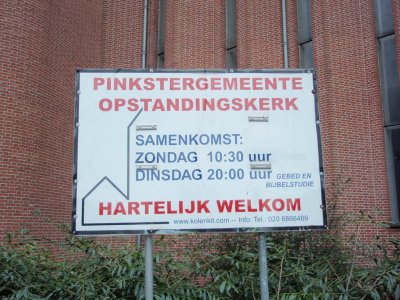 PINKSTERGEMEENTE
OPSTANDINGSKERK
SAMENKOMST:
ZONDAG 10:30 uur
DINSDAG 20:00 uur GEBED EN
BIJBELSTUDIE
HARTELIJK WELKOM
www.kolenkit.com -- Info: Tel.: 020 6866469